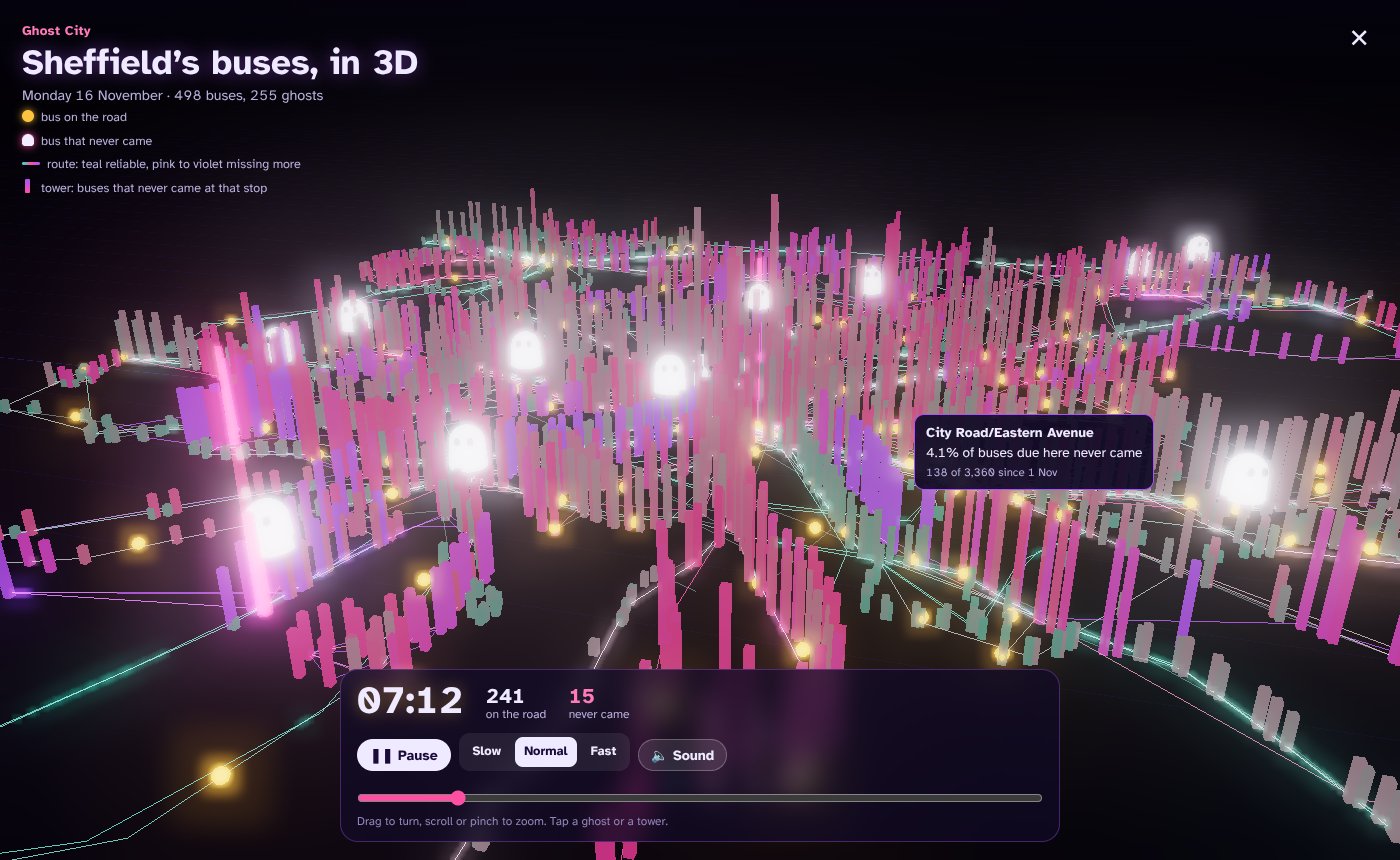 Ghost City
Sheffield’s buses, in 3D
Monday 16 November · 498 buses, 255 ghosts
bus on the road
bus that never came
route: teal reliable, pink to violet missing more
tower: buses that never came at that stop
City Road/Eastern Avenue
4.1% of buses due here never came
138 of 3,360 since 1 Nov
07:12
241
on the road
15
never came
Pause
Slow
Normal
Fast
Sound
Drag to turn, scroll or pinch to zoom. Tap a ghost or a tower.